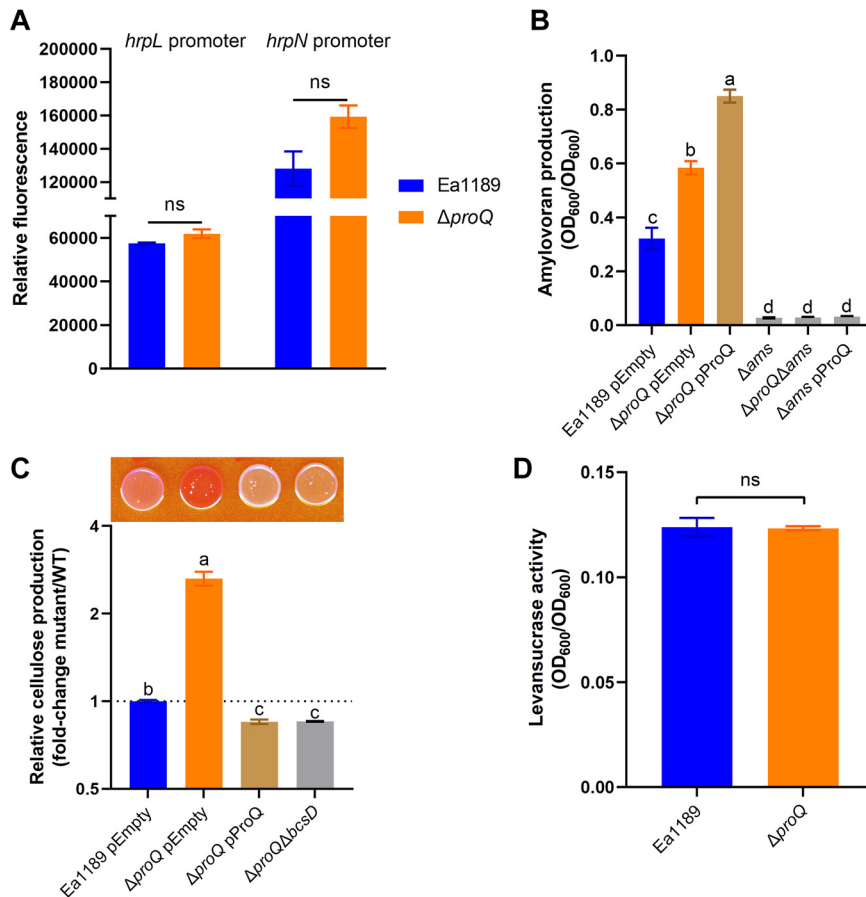 A
hrpL promoter
hrpN promoter
Relative fluorescence
200000
180000
160000
140000
120000
60000
40000
20000
0
ns
ns
Ea1189
ΔproQ
B
Amylovoran production
(OD600/OD600)
1.0
0.8
0.6
0.4
0.2
0.0
c
b
a
d
d
d
Ea1189 pEmpty
ΔproQ pEmpty
ΔproQ pProQ
Δams
ΔproQΔams
Δams pProQ
C
Relative cellulose production
(fold-change mutant/WT)
4
2
1
0.5
b
a
c
c
Ea1189 pEmpty
ΔproQ pEmpty
ΔproQ pProQ
ΔproQΔbcsD
D
Levansucrase activity
(OD600/OD600)
0.15
0.10
0.05
0.00
ns
Ea1189
ΔproQ